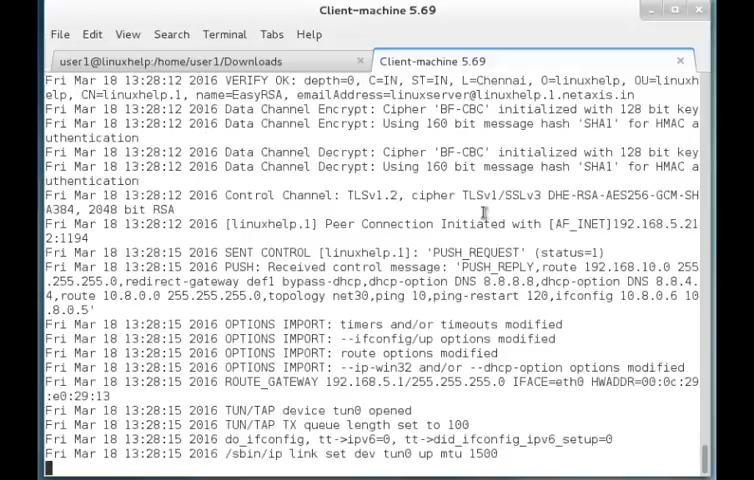 Client-machine 5.69
File Edit View Search Terminal Tabs Help
user1@linuxhelp:/home/user1/Downloads × Client-machine 5.69 ×
Fri Mar 18 13:28:12 2016 VERIFY OK: depth=0, C=IN, ST=IN, L=Chennai, O=linuxhelp, OU=linuxh
elp, CN=linuxhelp.1, name=EasyRSA, emailAddress=linuxserver@linuxhelp.1.netaxis.in
Fri Mar 18 13:28:12 2016 Data Channel Encrypt: Cipher 'BF-CBC' initialized with 128 bit key
Fri Mar 18 13:28:12 2016 Data Channel Encrypt: Using 160 bit message hash 'SHA1' for HMAC a
uthentication
Fri Mar 18 13:28:12 2016 Data Channel Decrypt: Cipher 'BF-CBC' initialized with 128 bit key
Fri Mar 18 13:28:12 2016 Data Channel Decrypt: Using 160 bit message hash 'SHA1' for HMAC a
uthentication
Fri Mar 18 13:28:12 2016 Control Channel: TLSv1.2, cipher TLSv1/SSLv3 DHE-RSA-AES256-GCM-SH
A384, 2048 bit RSA
Fri Mar 18 13:28:12 2016 [linuxhelp.1] Peer Connection Initiated with [AF_INET]192.168.5.21
2:1194
Fri Mar 18 13:28:15 2016 SENT CONTROL [linuxhelp.1]: 'PUSH_REQUEST' (status=1)
Fri Mar 18 13:28:15 2016 PUSH: Received control message: 'PUSH_REPLY,route 192.168.10.0 255
.255.255.0,redirect-gateway def1 bypass-dhcp,dhcp-option DNS 8.8.8.8,dhcp-option DNS 8.8.4.
4,route 10.8.0.0 255.255.255.0,topology net30,ping 10,ping-restart 120,ifconfig 10.8.0.6 10
.8.0.5'
Fri Mar 18 13:28:15 2016 OPTIONS IMPORT: timers and/or timeouts modified
Fri Mar 18 13:28:15 2016 OPTIONS IMPORT: --ifconfig/up options modified
Fri Mar 18 13:28:15 2016 OPTIONS IMPORT: route options modified
Fri Mar 18 13:28:15 2016 OPTIONS IMPORT: --ip-win32 and/or --dhcp-option options modified
Fri Mar 18 13:28:15 2016 ROUTE_GATEWAY 192.168.5.1/255.255.255.0 IFACE=eth0 HWADDR=00:0c:29
:e0:29:13
Fri Mar 18 13:28:15 2016 TUN/TAP device tun0 opened
Fri Mar 18 13:28:15 2016 TUN/TAP TX queue length set to 100
Fri Mar 18 13:28:15 2016 do_ifconfig, tt->ipv6=0, tt->did_ifconfig_ipv6_setup=0
Fri Mar 18 13:28:15 2016 /sbin/ip link set dev tun0 up mtu 1500